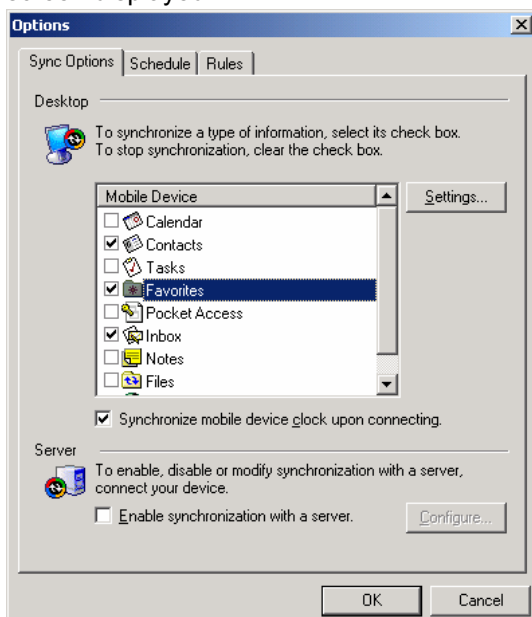 Options
Sync Options Schedule Rules
Desktop
To synchronize a type of information, select its check box.
To stop synchronization, clear the check box.
Mobile Device
Settings...
Calendar
Contacts
Tasks
Favorites
Pocket Access
Inbox
Notes
Files
Synchronize mobile device clock upon connecting.
Server
To enable, disable or modify synchronization with a server,
connect your device.
Enable synchronization with a server.
Configure...
OK Cancel